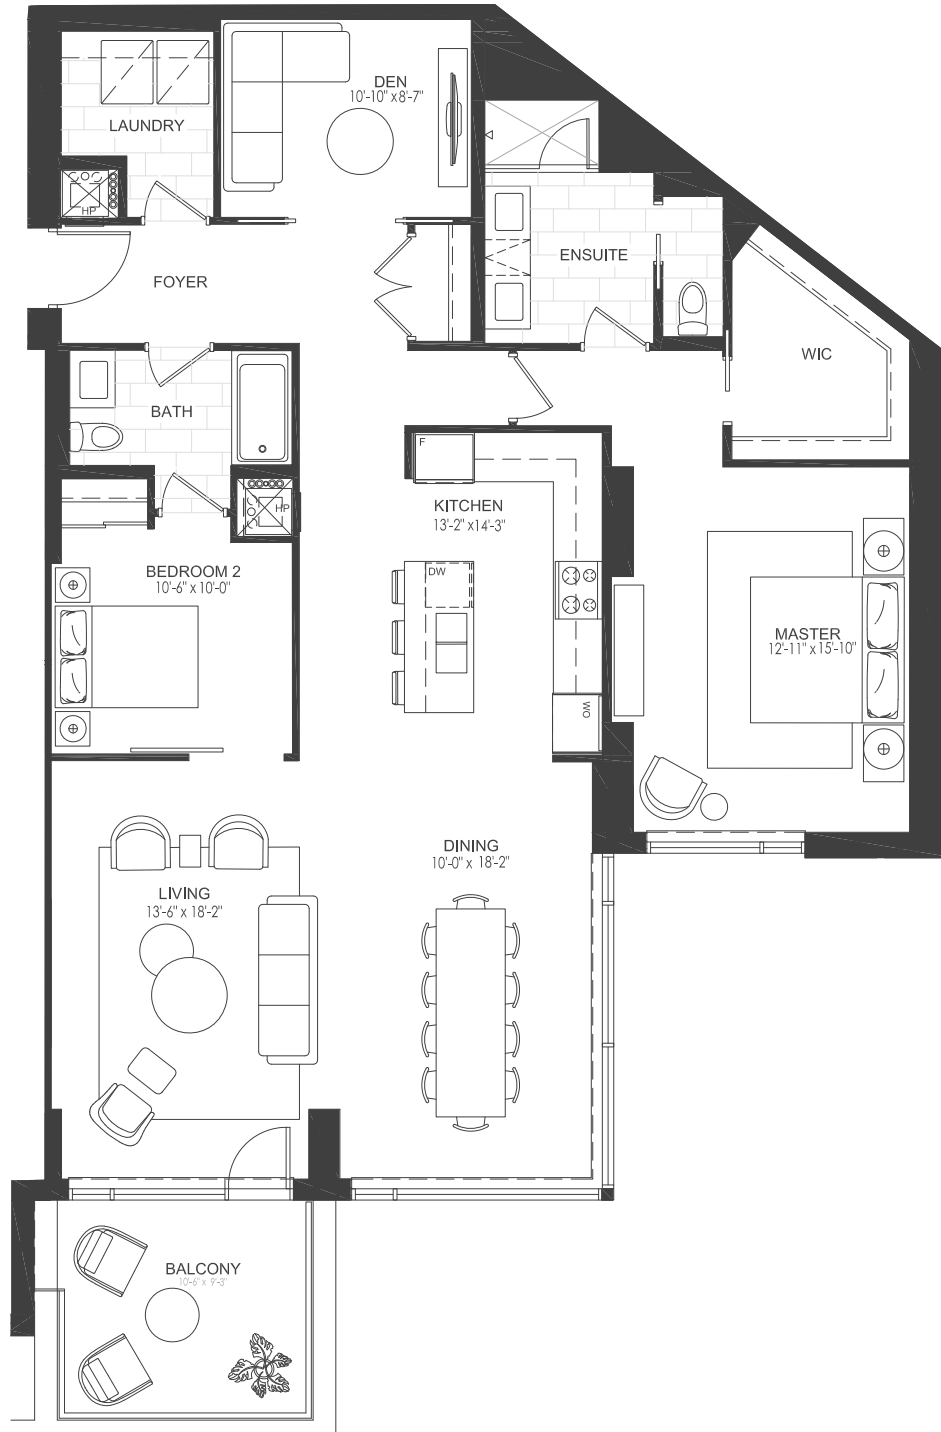 DEN
10'-10" x 8'-7"
LAUNDRY
HP
FOYER
ENSUITE
WIC
BATH
F
KITCHEN
13'-2" x 14'-3"
HP
DW
BEDROOM 2
10'-6" x 10'-0"
MASTER
12'-11" x 15'-10"
WO
DINING
10'-0" x 18'-2"
LIVING
13'-6" x 18'-2"
BALCONY
10'-6" x 9'-3"